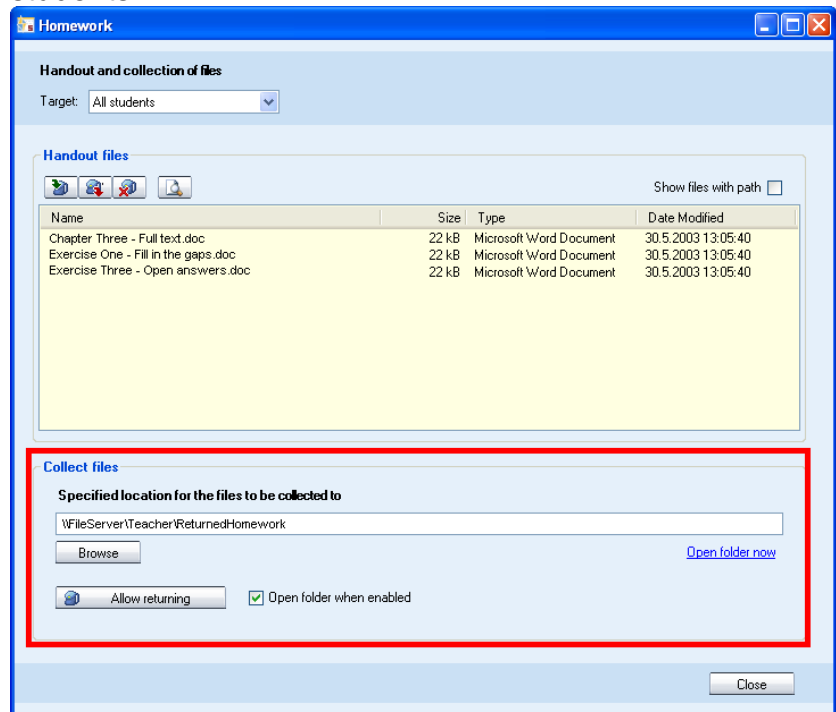 Homework
Handout and collection of files
Target: All students
Handout files
Show files with path
Name Size Type Date Modified
Chapter Three - Full text.doc 22 kB Microsoft Word Document 30.5.2003 13:05:40
Exercise One - Fill in the gaps.doc 22 kB Microsoft Word Document 30.5.2003 13:05:40
Exercise Three - Open answers.doc 22 kB Microsoft Word Document 30.5.2003 13:05:40
Collect files
Specified location for the files to be collected to
\\FileServer\Teacher\ReturnedHomework
Browse Open folder now
Allow returning Open folder when enabled
Close